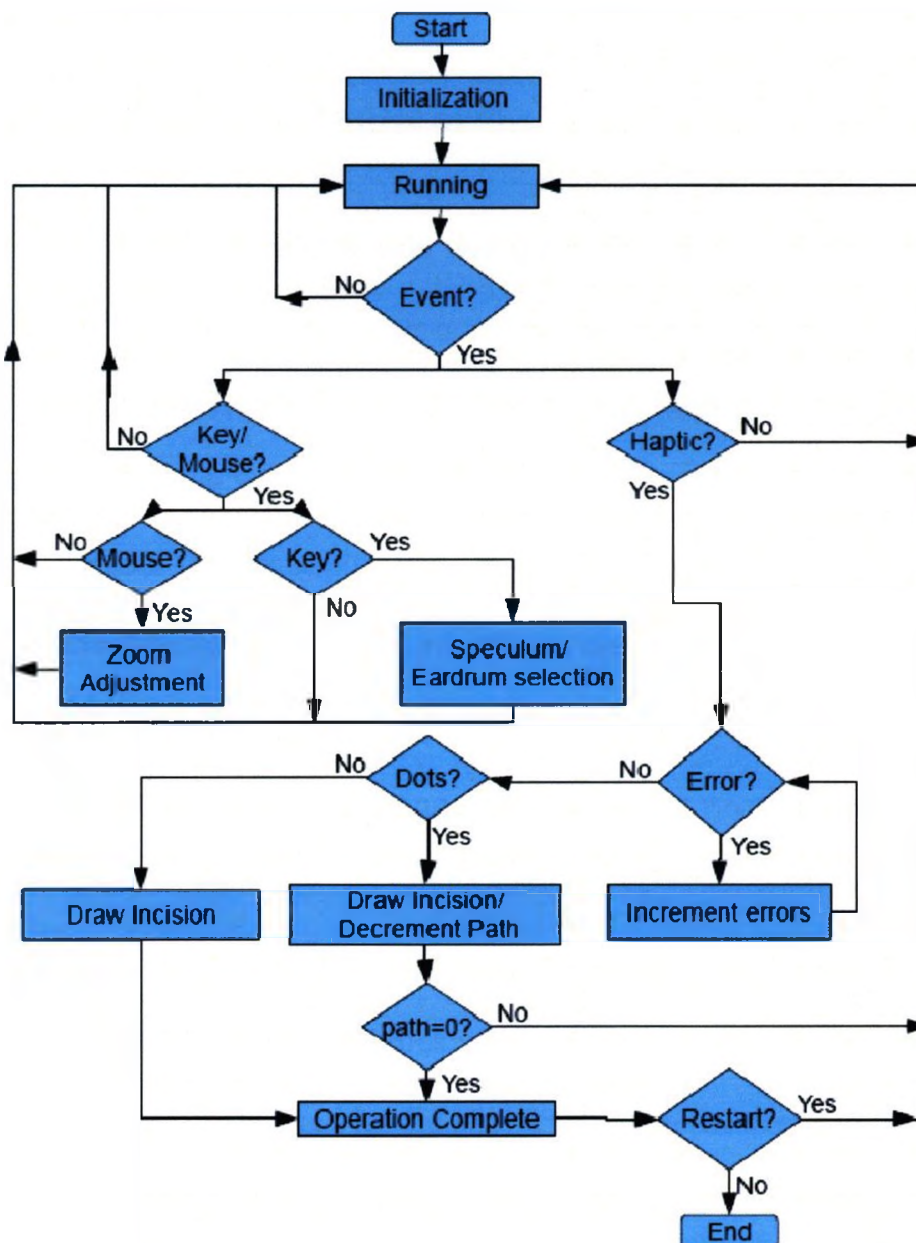 Start
Initialization
Running
No
Event?
Yes
No
Key/
Mouse?
Haptic?
No
Yes
Yes
No
Mouse?
Key?
Yes
Yes
No
Zoom
Adjustment
Speculum/
Eardrum selection
No
Dots?
No
Error?
Yes
Yes
Draw Incision
Draw Incision/
Decrement Path
Increment errors
path=0?
No
Yes
Operation Complete
Restart?
Yes
No
End